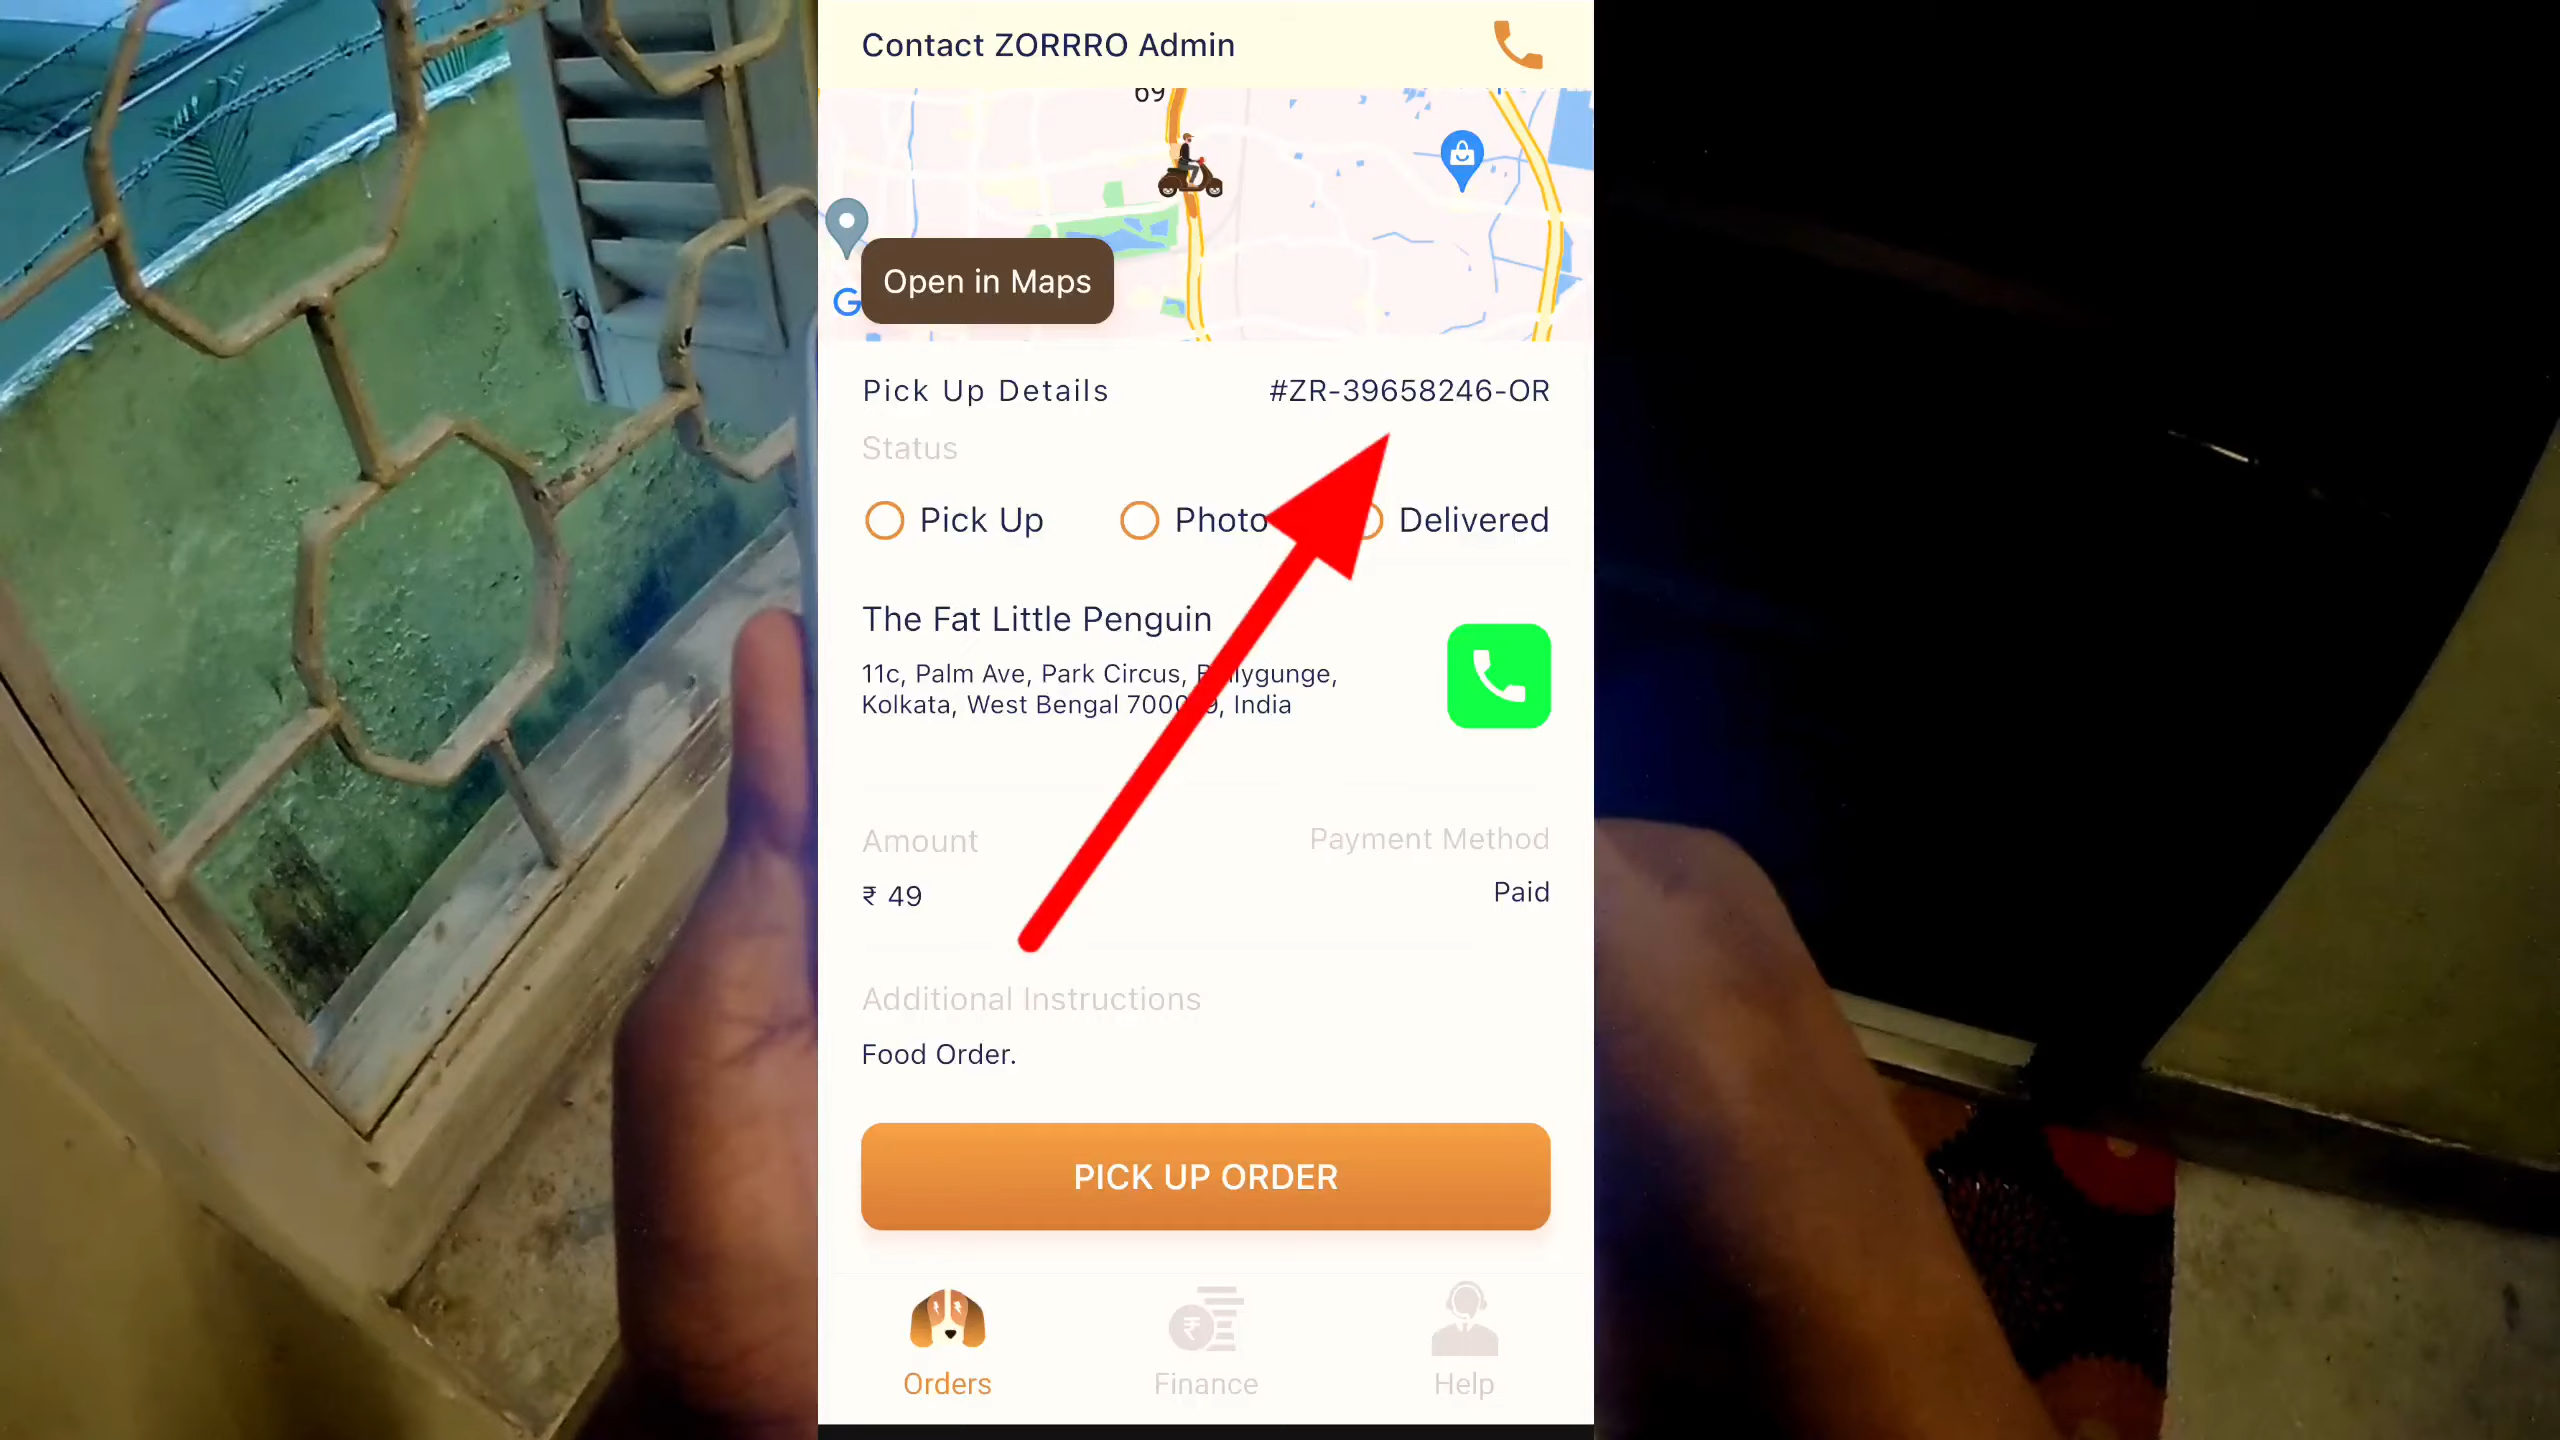 Contact ZORRRO Admin
69
Open in Maps
G
Pick Up Details #ZR-39658246-OR
Status
Pick Up Photo Delivered
The Fat Little Penguin
11c, Palm Ave, Park Circus,
Kolkata, West Bengal India
Amount Payment Method
₹ 49 Paid
Additional Instructions
Food Order.
PICK UP ORDER
Orders Finance Help